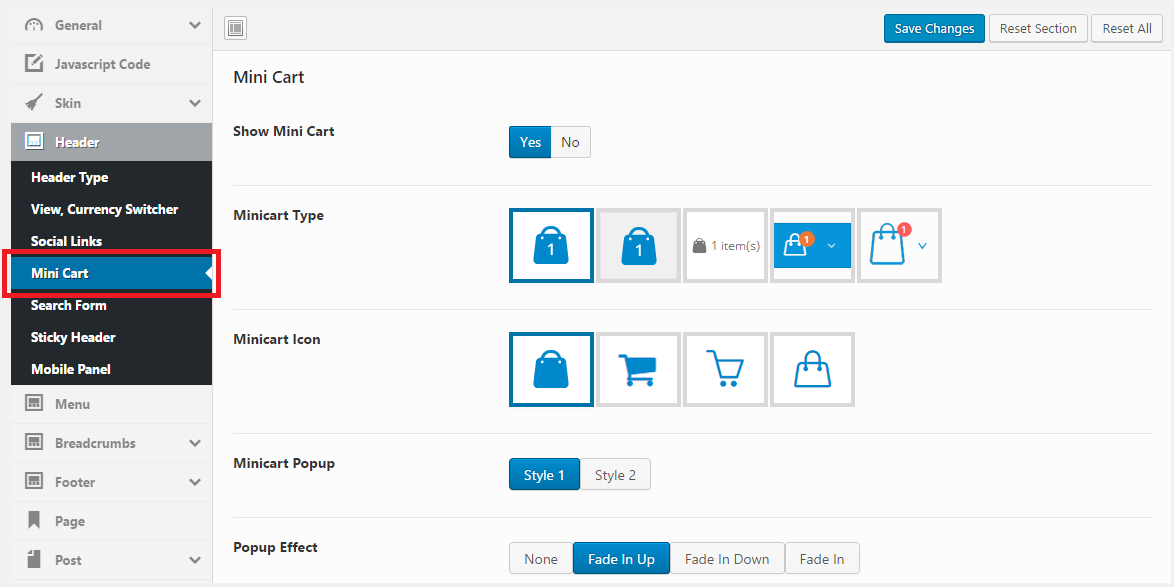 General
Javascript Code
Skin
Header
Header Type
View, Currency Switcher
Social Links
Mini Cart
Search Form
Sticky Header
Mobile Panel
Menu
Breadcrumbs
Footer
Page
Post
Save Changes Reset Section Reset All
Mini Cart
Show Mini Cart
Yes No
Minicart Type
1 1 1 item(s) 1 1
Minicart Icon
Minicart Popup
Style 1 Style 2
Popup Effect
None Fade In Up Fade In Down Fade In